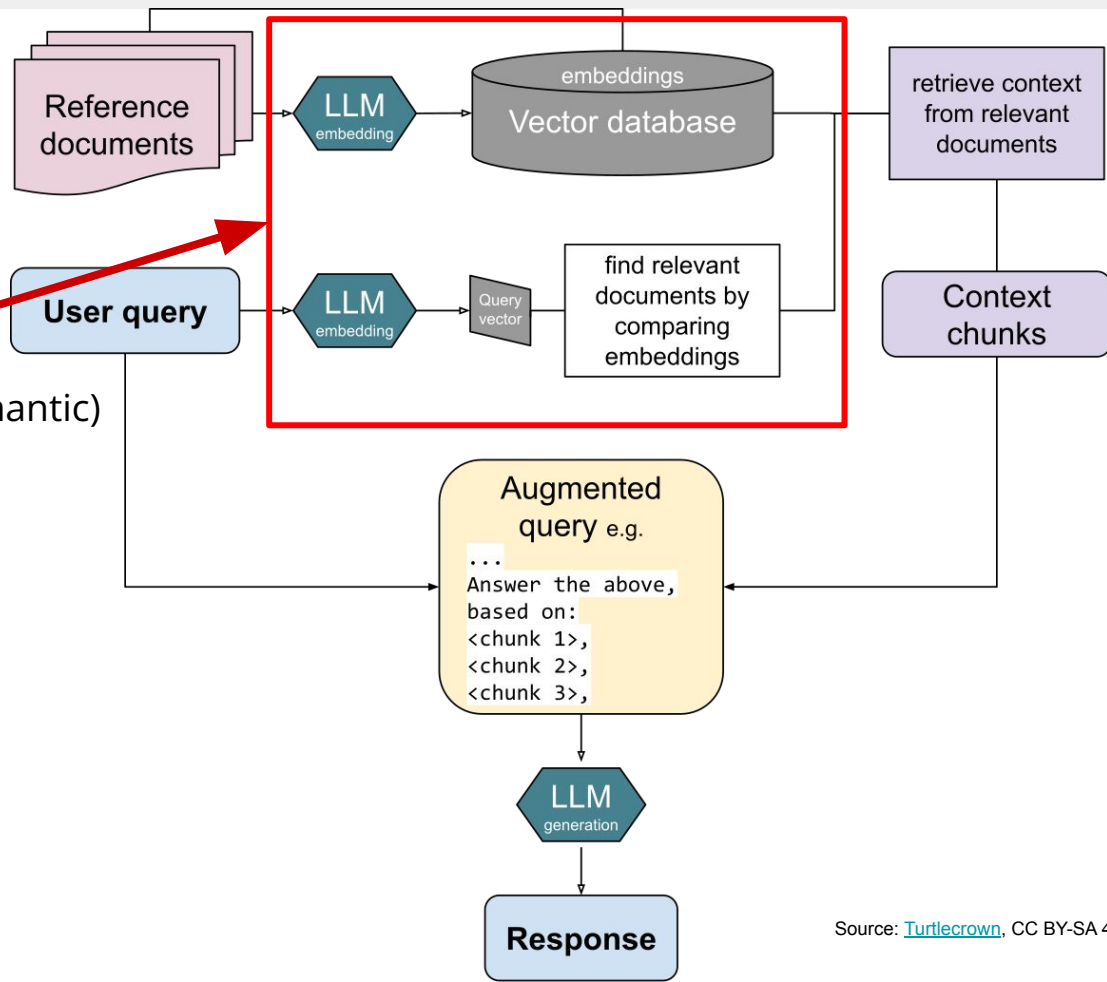 Reference
documents
LLM
embedding
embeddings
Vector database
retrieve context
from relevant
documents
User query
LLM
embedding
Query
vector
find relevant
documents by
comparing
embeddings
Context
chunks
Augmented
query e.g.
...
Answer the above,
based on:
<chunk 1>,
<chunk 2>,
<chunk 3>,
LLM
generation
Response
Source: Turtlecrown, CC BY-SA 4